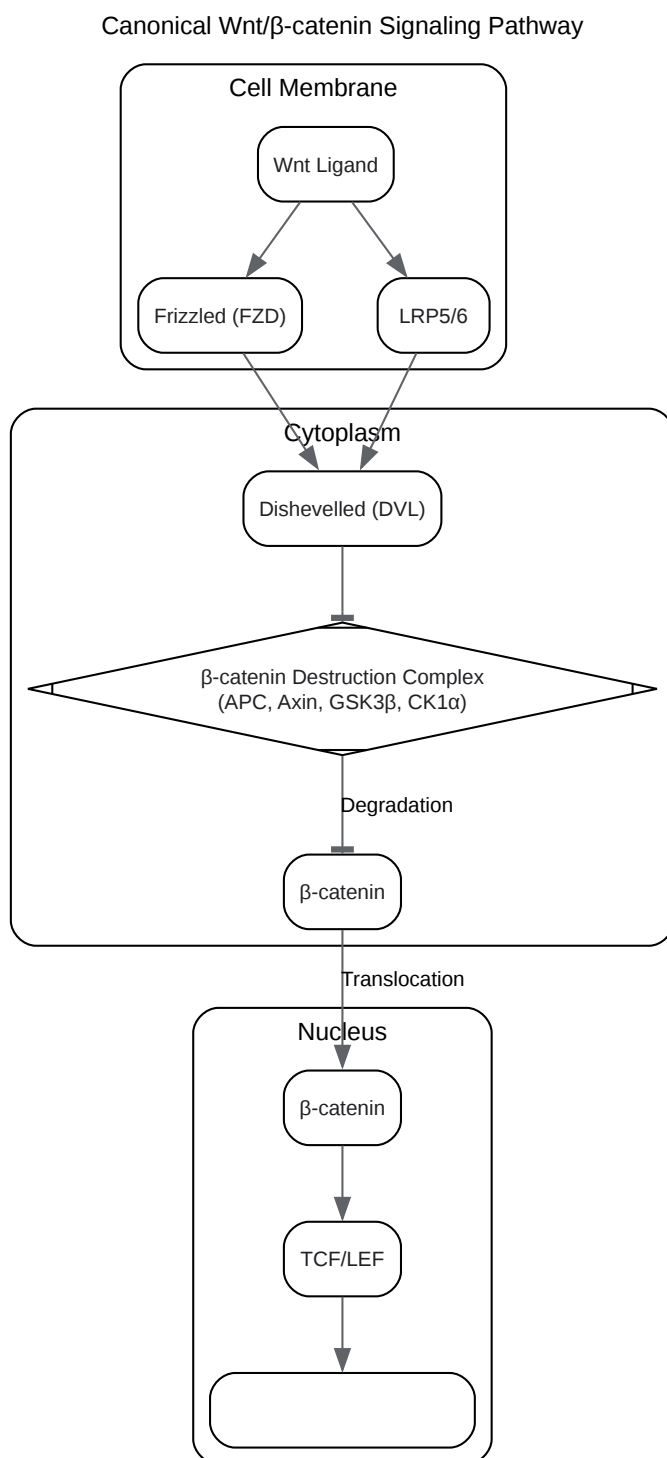 Canonical Wnt/β-catenin Signaling Pathway
Cell Membrane
Wnt Ligand
Frizzled (FZD)
LRP5/6
Cytoplasm
Dishevelled (DVL)
β-catenin Destruction Complex
(APC, Axin, GSK3β, CK1α)
Degradation
β-catenin
Translocation
Nucleus
β-catenin
TCF/LEF